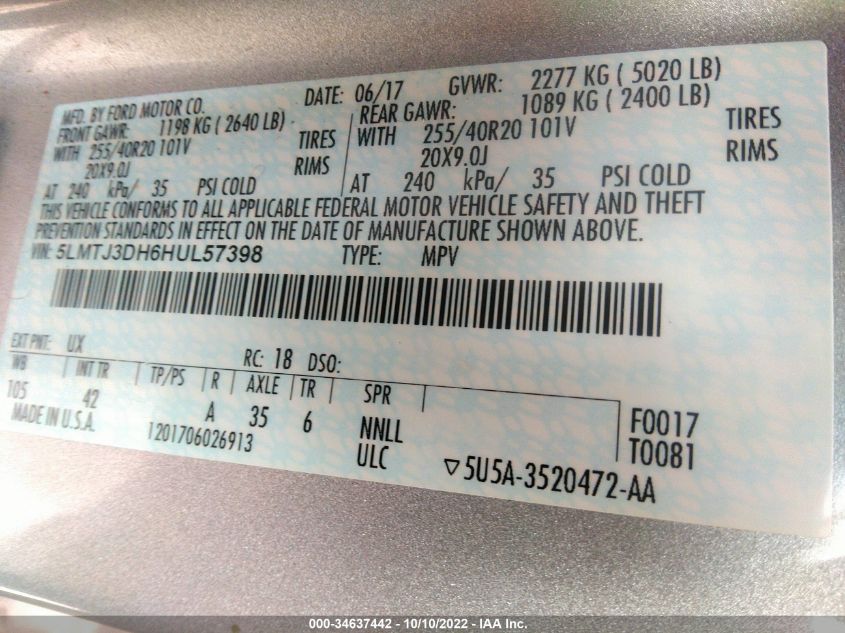 MFD. BY FORD MOTOR CO. DATE: 06/17 GVWR: 2277 KG ( 5020 LB)
FRONT GAWR: 1198 KG ( 2640 LB) REAR GAWR: 1089 KG ( 2400 LB)
WITH 255/40R20 101V TIRES WITH 255/40R20 101V TIRES
20X9.0J RIMS 20X9.0J RIMS
AT 240 kPa/ 35 PSI COLD AT 240 kPa/ 35 PSI COLD
THIS VEHICLE CONFORMS TO ALL APPLICABLE FEDERAL MOTOR VEHICLE SAFETY AND THEFT
PREVENTION STANDARDS IN EFFECT ON THE DATE OF MANUFACTURE SHOWN ABOVE.
VIN: 5LMTJ3DH6HUL57398 TYPE: MPV
EXT PNT: UX RC: 18 DSO:
WB INT TR TP/PS R AXLE TR SPR
105 42 A 35 6 NNLL F0017
MADE IN U.S.A. 1201706026913 ULC T0081
▽5U5A-3520472-AA
000-34637442 - 10/10/2022 - IAA Inc.